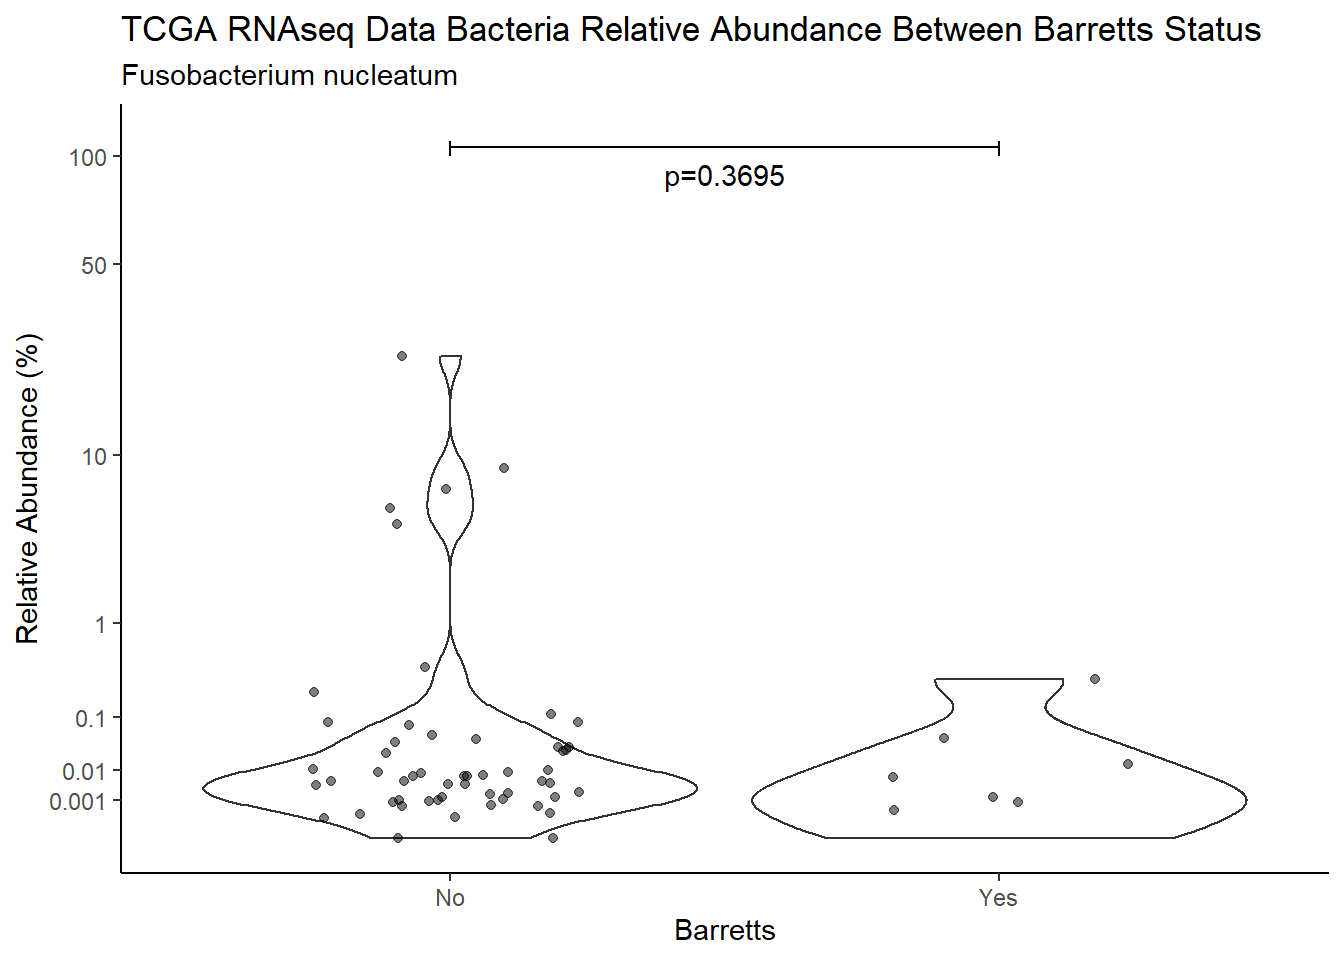 TCGA RNAseq Data Bacteria Relative Abundance Between Barretts Status
Fusobacterium nucleatum
p=0.3695
Relative Abundance (%)
100
50
10
1
0.1
0.01
0.001
No
Yes
Barretts